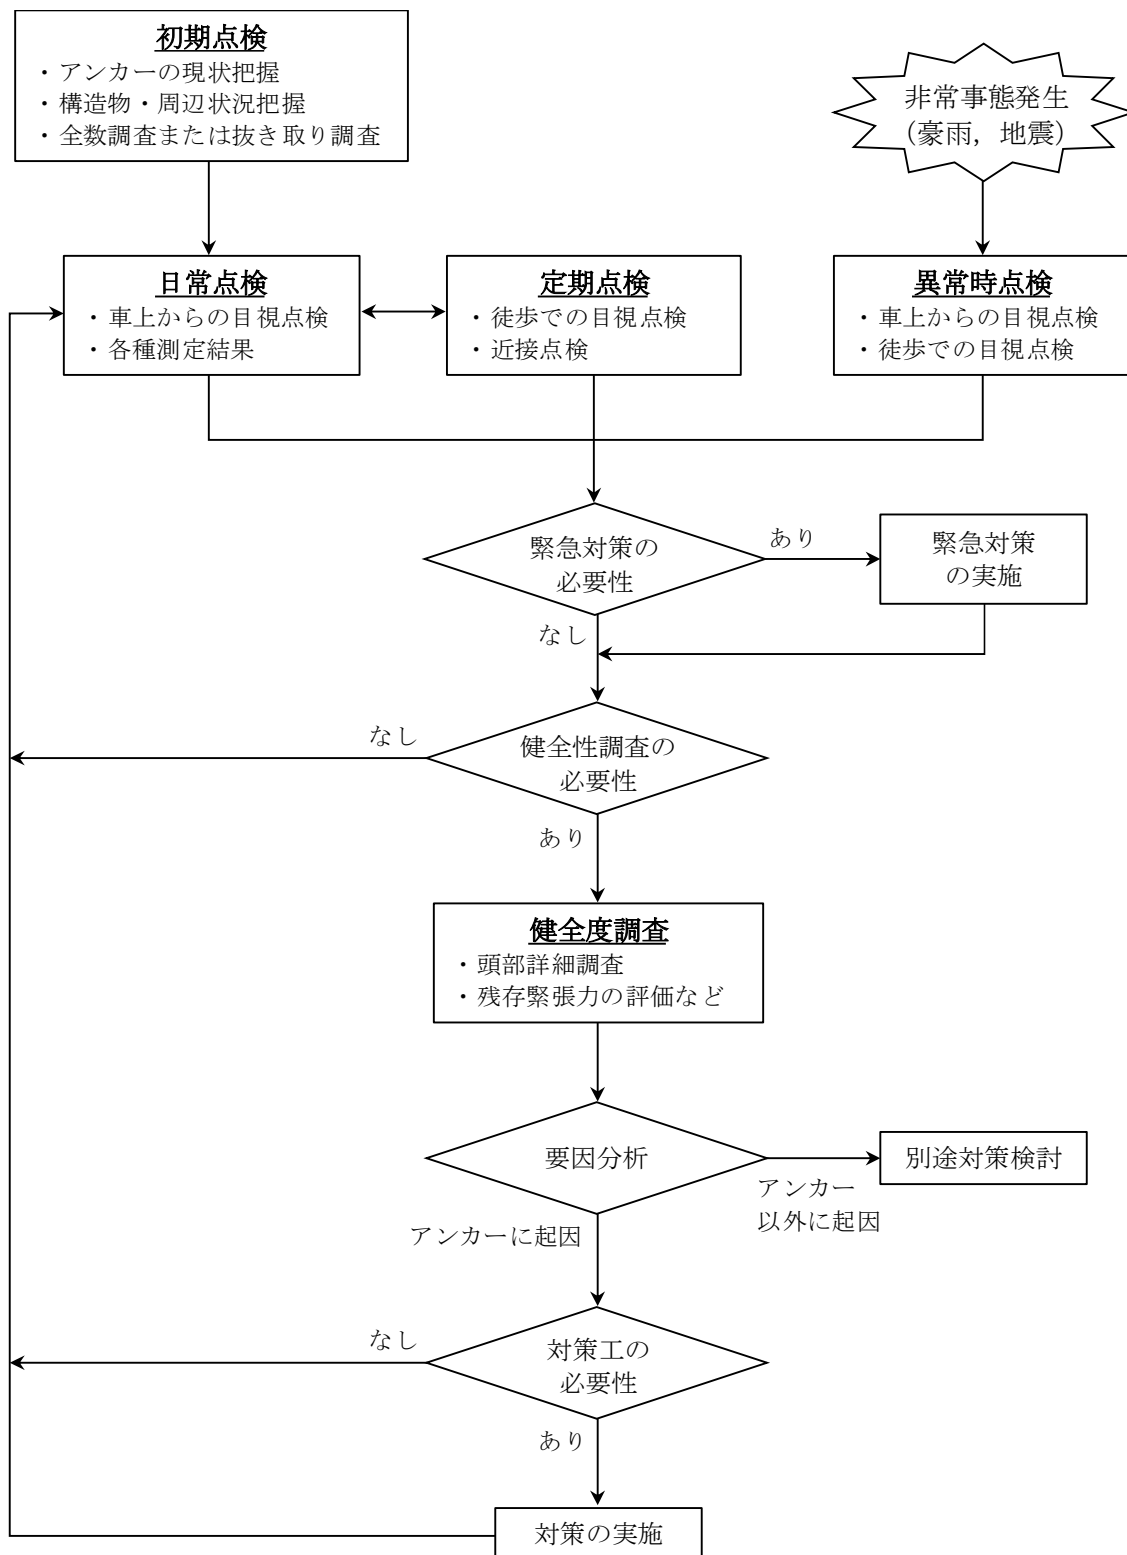 初期点検
・アンカーの現状把握
・構造物・周辺状況把握
・全数調査または抜き取り調査
非常事態発生
（豪雨，地震）
日常点検
・車上からの目視点検
・各種測定結果
定期点検
・徒歩での目視点検
・近接点検
異常時点検
・車上からの目視点検
・徒歩での目視点検
緊急対策の
必要性
あり
緊急対策
の実施
なし
健全性調査の
必要性
なし
あり
健全度調査
・頭部詳細調査
・残存緊張力の評価など
要因分析
別途対策検討
アンカー
以外に起因
アンカーに起因
対策工の
必要性
なし
あり
対策の実施